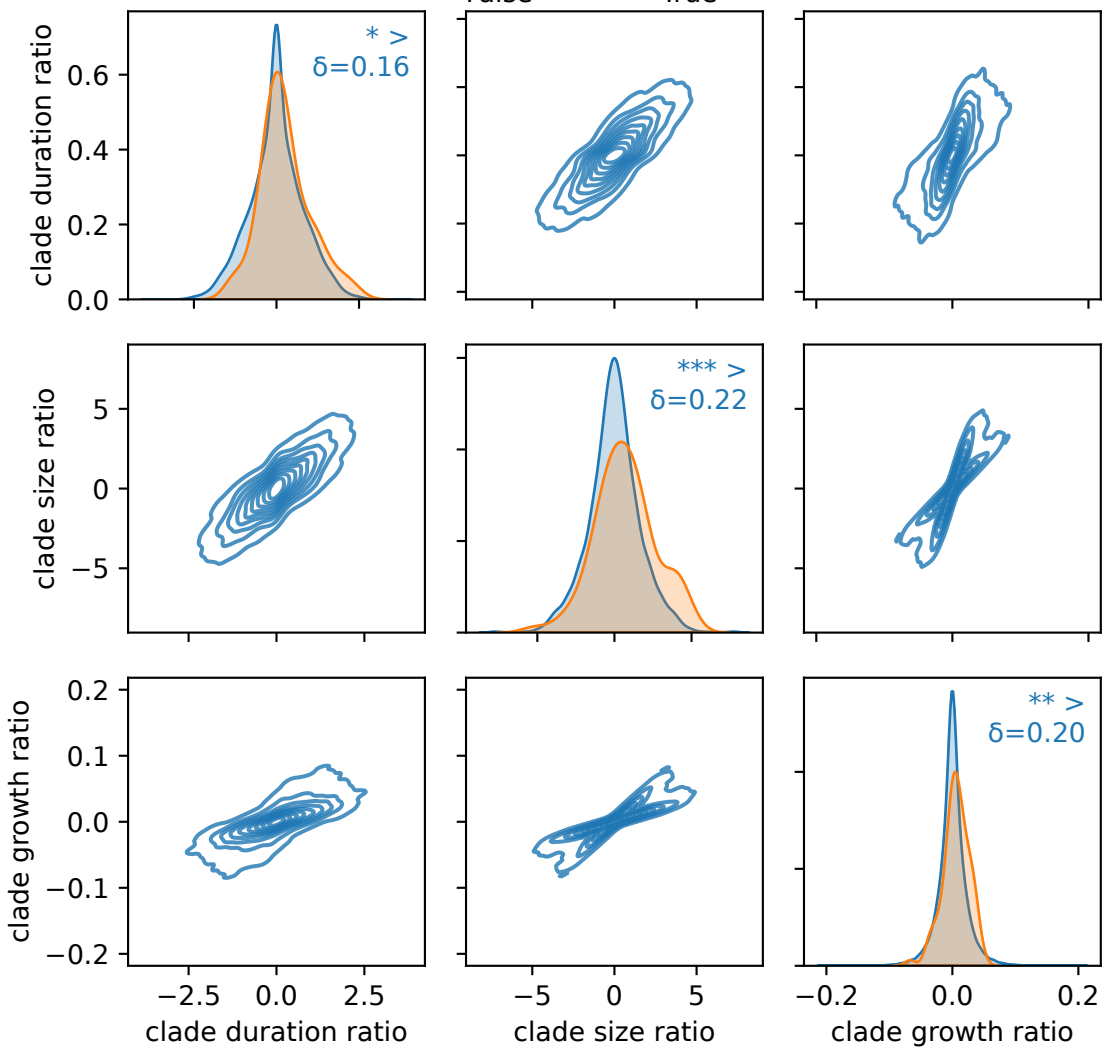 clade duration ratio
0.6
0.4
0.2
0.0
* >
δ=0.16
clade size ratio
5
0
−5
*** >
δ=0.22
clade growth ratio
0.2
0.1
0.0
−0.1
−0.2
** >
δ=0.20
−2.5 0.0 2.5
−5 0 5
−0.2 0.0 0.2
clade duration ratio
clade size ratio
clade growth ratio